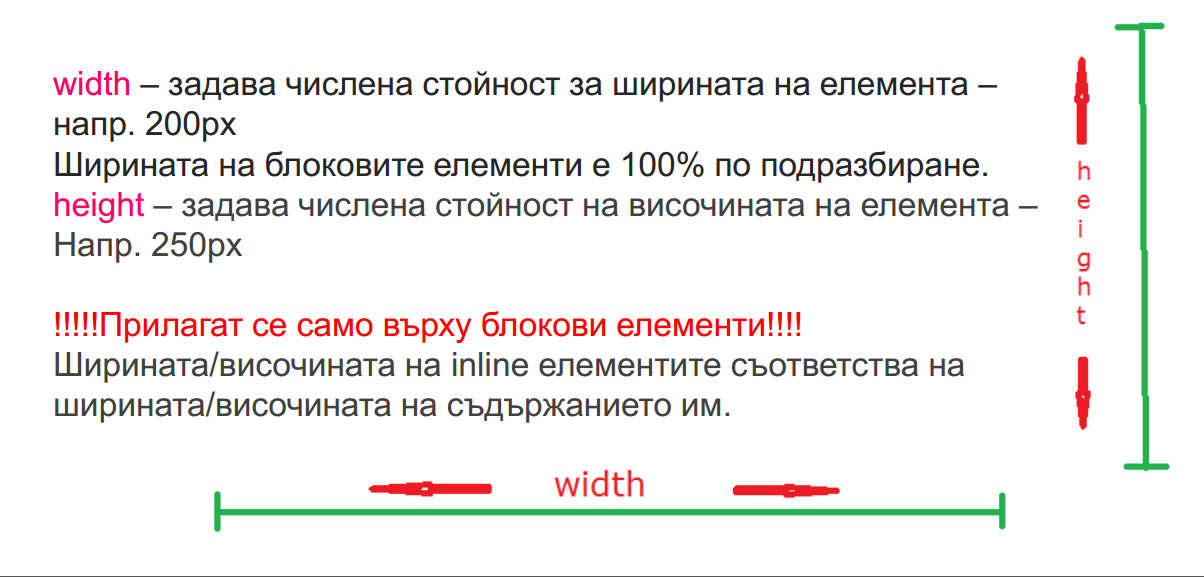 width – задава числена стойност за ширината на елемента –
напр. 200px
Ширината на блоковите елементи е 100% по подразбиране.
height – задава числена стойност на височината на елемента –
Напр. 250px
!!!!!Прилагат се само върху блокови елементи!!!!
Ширината/височината на inline елементите съответства на
ширината/височината на съдържанието им.
width
height